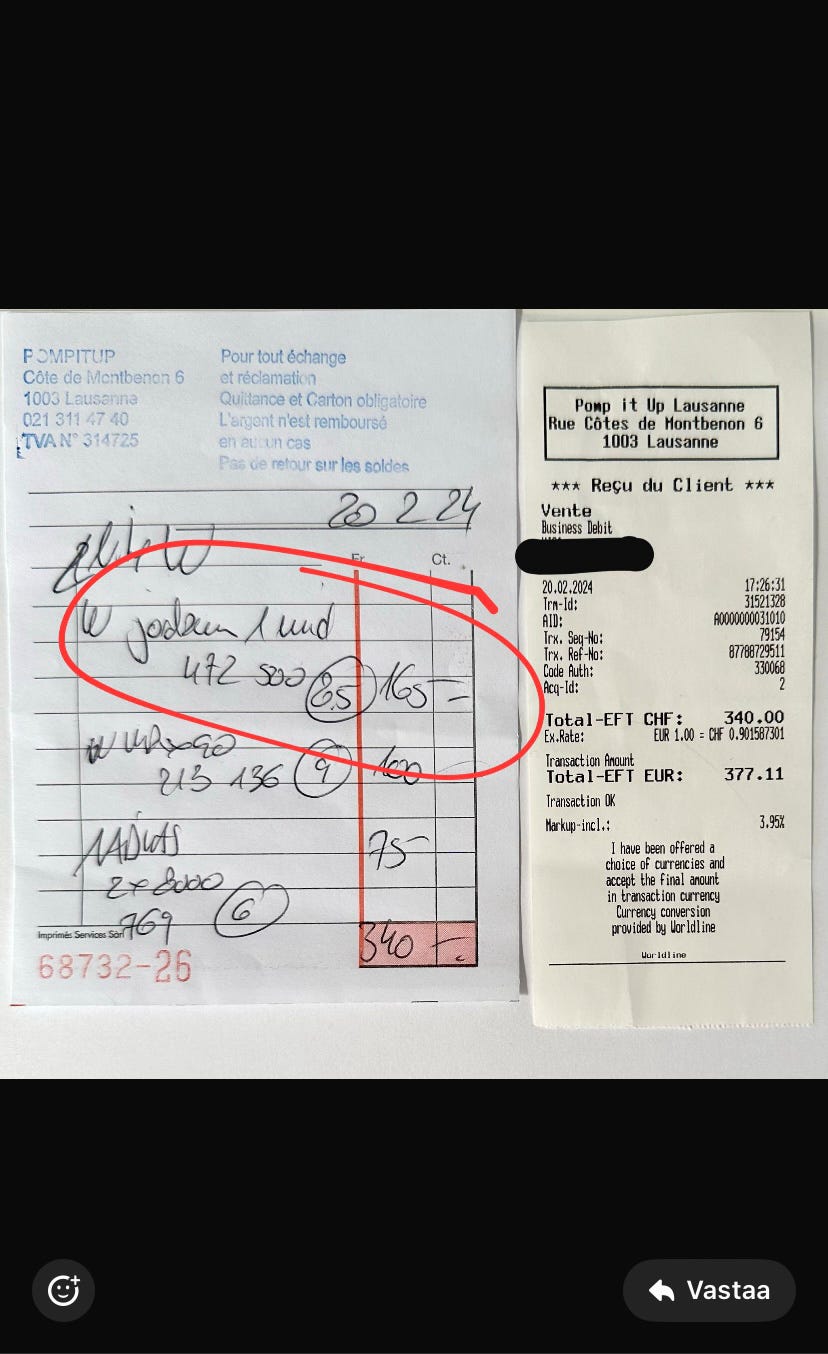 POMPITUP
Côte de Montbenon 6
1003 Lausanne
021 311 47 40
TVA N° 314725
Pour tout échange
et réclamation
Quittance et Carton obligatoire
L'argent n'est remboursé
en aucun cas
Pas de retour sur les soldes
20 2 24
Fr. Ct.
W jordan 1 mid
472 500 8.5 165-
213 136 9 100
75-
2x 8000
769 6
Imprimés Services Sàrl
340 -.
68732-26
Pomp it Up Lausanne
Rue Côtes de Montbenon 6
1003 Lausanne
*** Reçu du Client ***
Vente
Business Debit
20.02.2024 17:26:31
Trm-Id: 31521328
AID: A0000000031010
Trx. Seq-No: 79154
Trx. Ref-No: 87788729511
Code Auth: 330068
Acq-Id: 2
Total-EFT CHF: 340.00
Ex.Rate: EUR 1.00 = CHF 0.901587301
Transaction Amount
Total-EFT EUR: 377.11
Transaction OK
Markup-incl.: 3.95%
I have been offered a
choice of currencies and
accept the final amount
in transaction currency
Currency conversion
provided by Worldline
Worldline
Vastaa